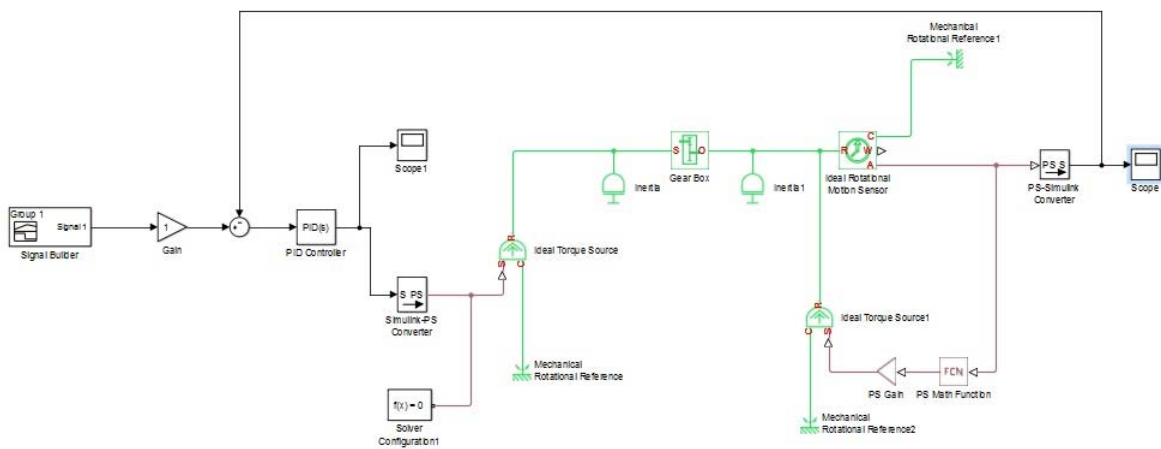 Mechanical
Rotational Reference1
C
S
O
R
W
A
PS S
Scope1
Inertia
Gear Box
Inertia1
Ideal Rotational
Motion Sensor
PS-Simulink
Converter
Scope
Group 1
Signal 1
Signal Builder
1
Gain
+
-
PID(s)
PID Controller
R
S
C
Ideal Torque Source
S PS
Simulink-PS
Converter
R
C
S
Ideal Torque Source1
Mechanical
Rotational Reference
FCN
PS Gain
PS Math Function
f(x) = 0
Solver
Configuration1
Mechanical
Rotational Reference2